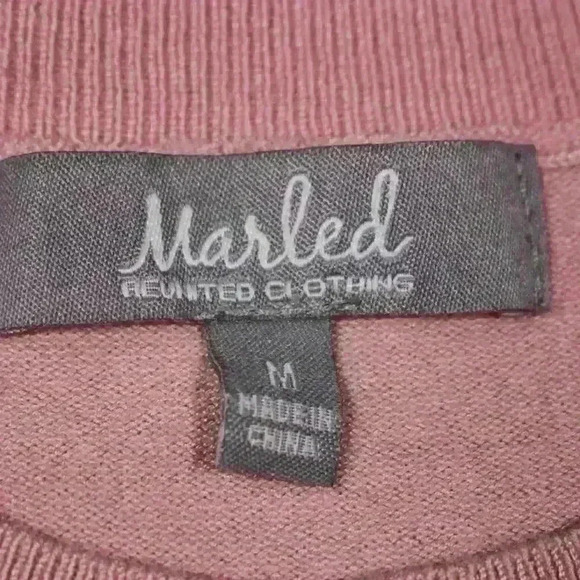 Marled
REUNITED CLOTHING
M
MADE IN
CHINA